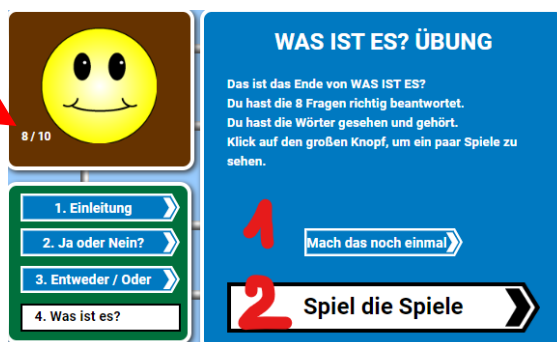 8 / 10
1. Einleitung
2. Ja oder Nein?
3. Entweder / Oder
4. Was ist es?
WAS IST ES? ÜBUNG
Das ist das Ende von WAS IST ES?
Du hast die 8 Fragen richtig beantwortet.
Du hast die Wörter gesehen und gehört.
Klick auf den großen Knopf, um ein paar Spiele zu
sehen.
1
Mach das noch einmal
2
Spiel die Spiele